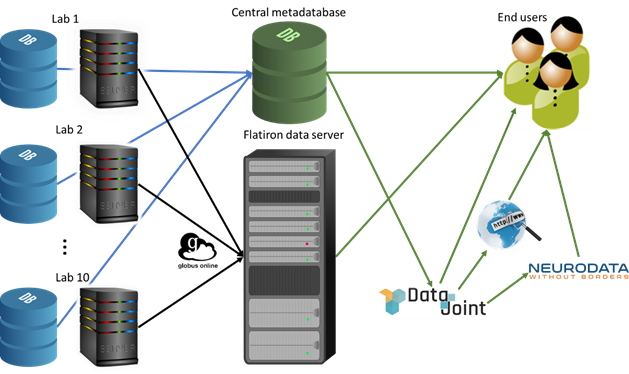 Lab 1
Central metadatabase
End users
DB
DB
Flatiron data server
Lab 2
DB
http://www
g
globus online
Lab 10
DB
NEURODATA
WITHOUT BORDERS
DataJoint